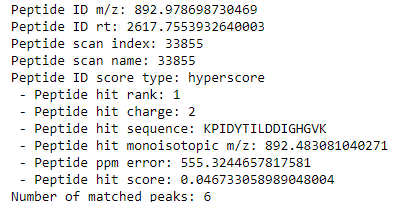 Peptide ID m/z: 892.978698730469
Peptide ID rt: 2617.7553932640003
Peptide scan index: 33855
Peptide scan name: 33855
Peptide ID score type: hyperscore
- Peptide hit rank: 1
- Peptide hit charge: 2
- Peptide hit sequence: KPIDYTILDDIGHGVK
- Peptide hit monoisotopic m/z: 892.483081040271
- Peptide ppm error: 555.3244657817581
- Peptide hit score: 0.046733058989048004
Number of matched peaks: 6